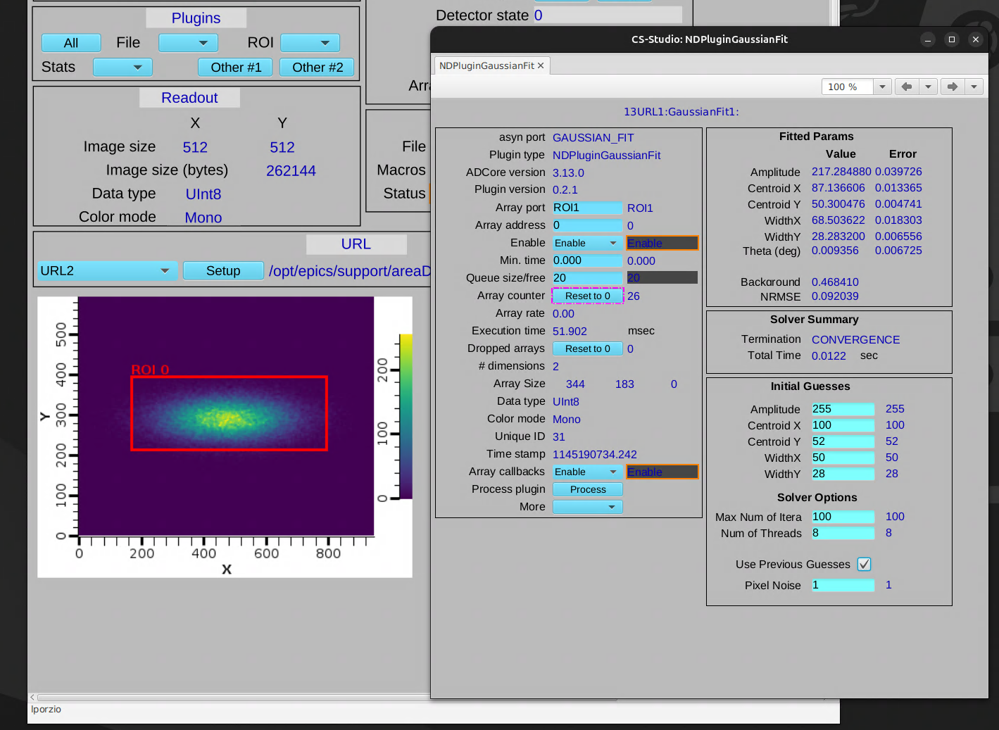 Plugins
All File ROI
Stats Other #1 Other #2
Readout
X Y
Image size 512 512
Image size (bytes) 262144
Data type UInt8
Color mode Mono
URL
URL2 Setup /opt/epics/support/areaD
ROI 0
500
400
300
200
100
0
Y
0 200 400 600 800
X
200
100
0
lporzio
Detector state 0
File
Macros
Status
CS-Studio: NDPluginGaussianFit
NDPluginGaussianFit
100 %
13URL1:GaussianFit1:
asyn port GAUSSIAN_FIT
Plugin type NDPluginGaussianFit
ADCore version 3.13.0
Plugin version 0.2.1
Array port ROI1 ROI1
Array address 0 0
Enable Enable Enable
Min. time 0.000 0.000
Queue size/free 20 20
Array counter Reset to 0 26
Array rate 0.00
Execution time 51.902 msec
Dropped arrays Reset to 0 0
# dimensions 2
Array Size 344 183 0
Data type UInt8
Color mode Mono
Unique ID 31
Time stamp 1145190734.242
Array callbacks Enable Enable
Process plugin Process
More
Fitted Params
Value Error
Amplitude 217.284880 0.039726
Centroid X 87.136606 0.013365
Centroid Y 50.300476 0.004741
WidthX 68.503622 0.018303
WidthY 28.283200 0.006556
Theta (deg) 0.009356 0.006725
Background 0.468410
NRMSE 0.092039
Solver Summary
Termination CONVERGENCE
Total Time 0.0122 sec
Initial Guesses
Amplitude 255 255
Centroid X 100 100
Centroid Y 52 52
WidthX 50 50
WidthY 28 28
Solver Options
Max Num of Itera 100 100
Num of Threads 8 8
Use Previous Guesses
Pixel Noise 1 1